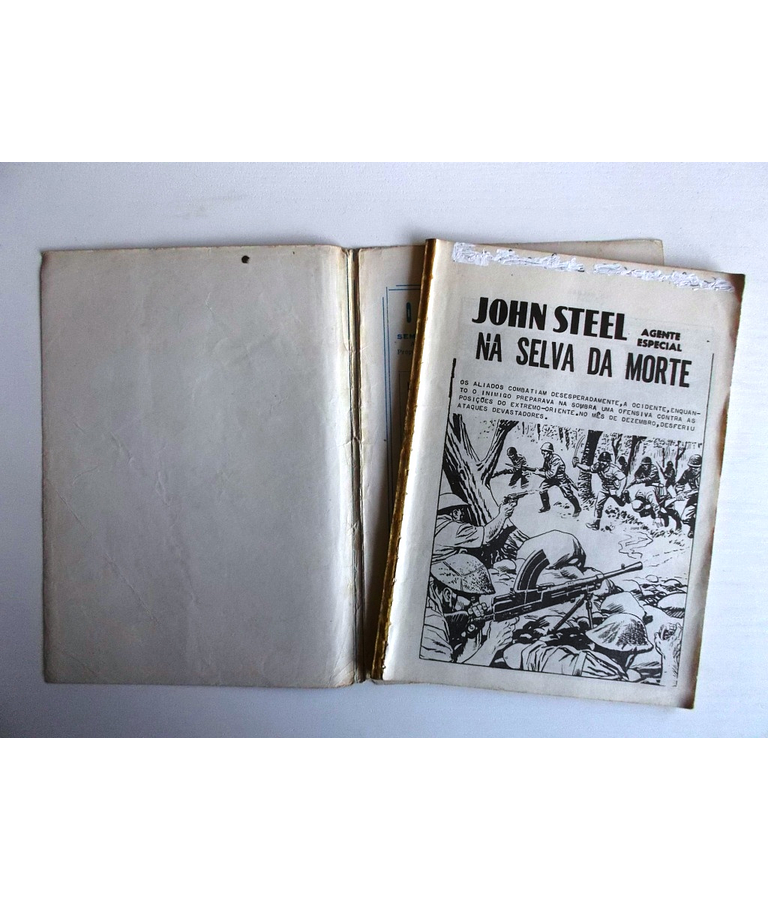 JOHN STEEL
AGENTE
ESPECIAL
NA SELVA DA MORTE
OS ALIADOS COMBATIAM DESESPERADAMENTE, A OCIDENTE, ENQUAN-
TO O INIMIGO PREPARAVA NA SOMBRA UMA OFENSIVA CONTRA AS
POSIÇÕES DO EXTREMO-ORIENTE. NO MÊS DE DEZEMBRO, DESFERIU
ATAQUES DEVASTADORES.